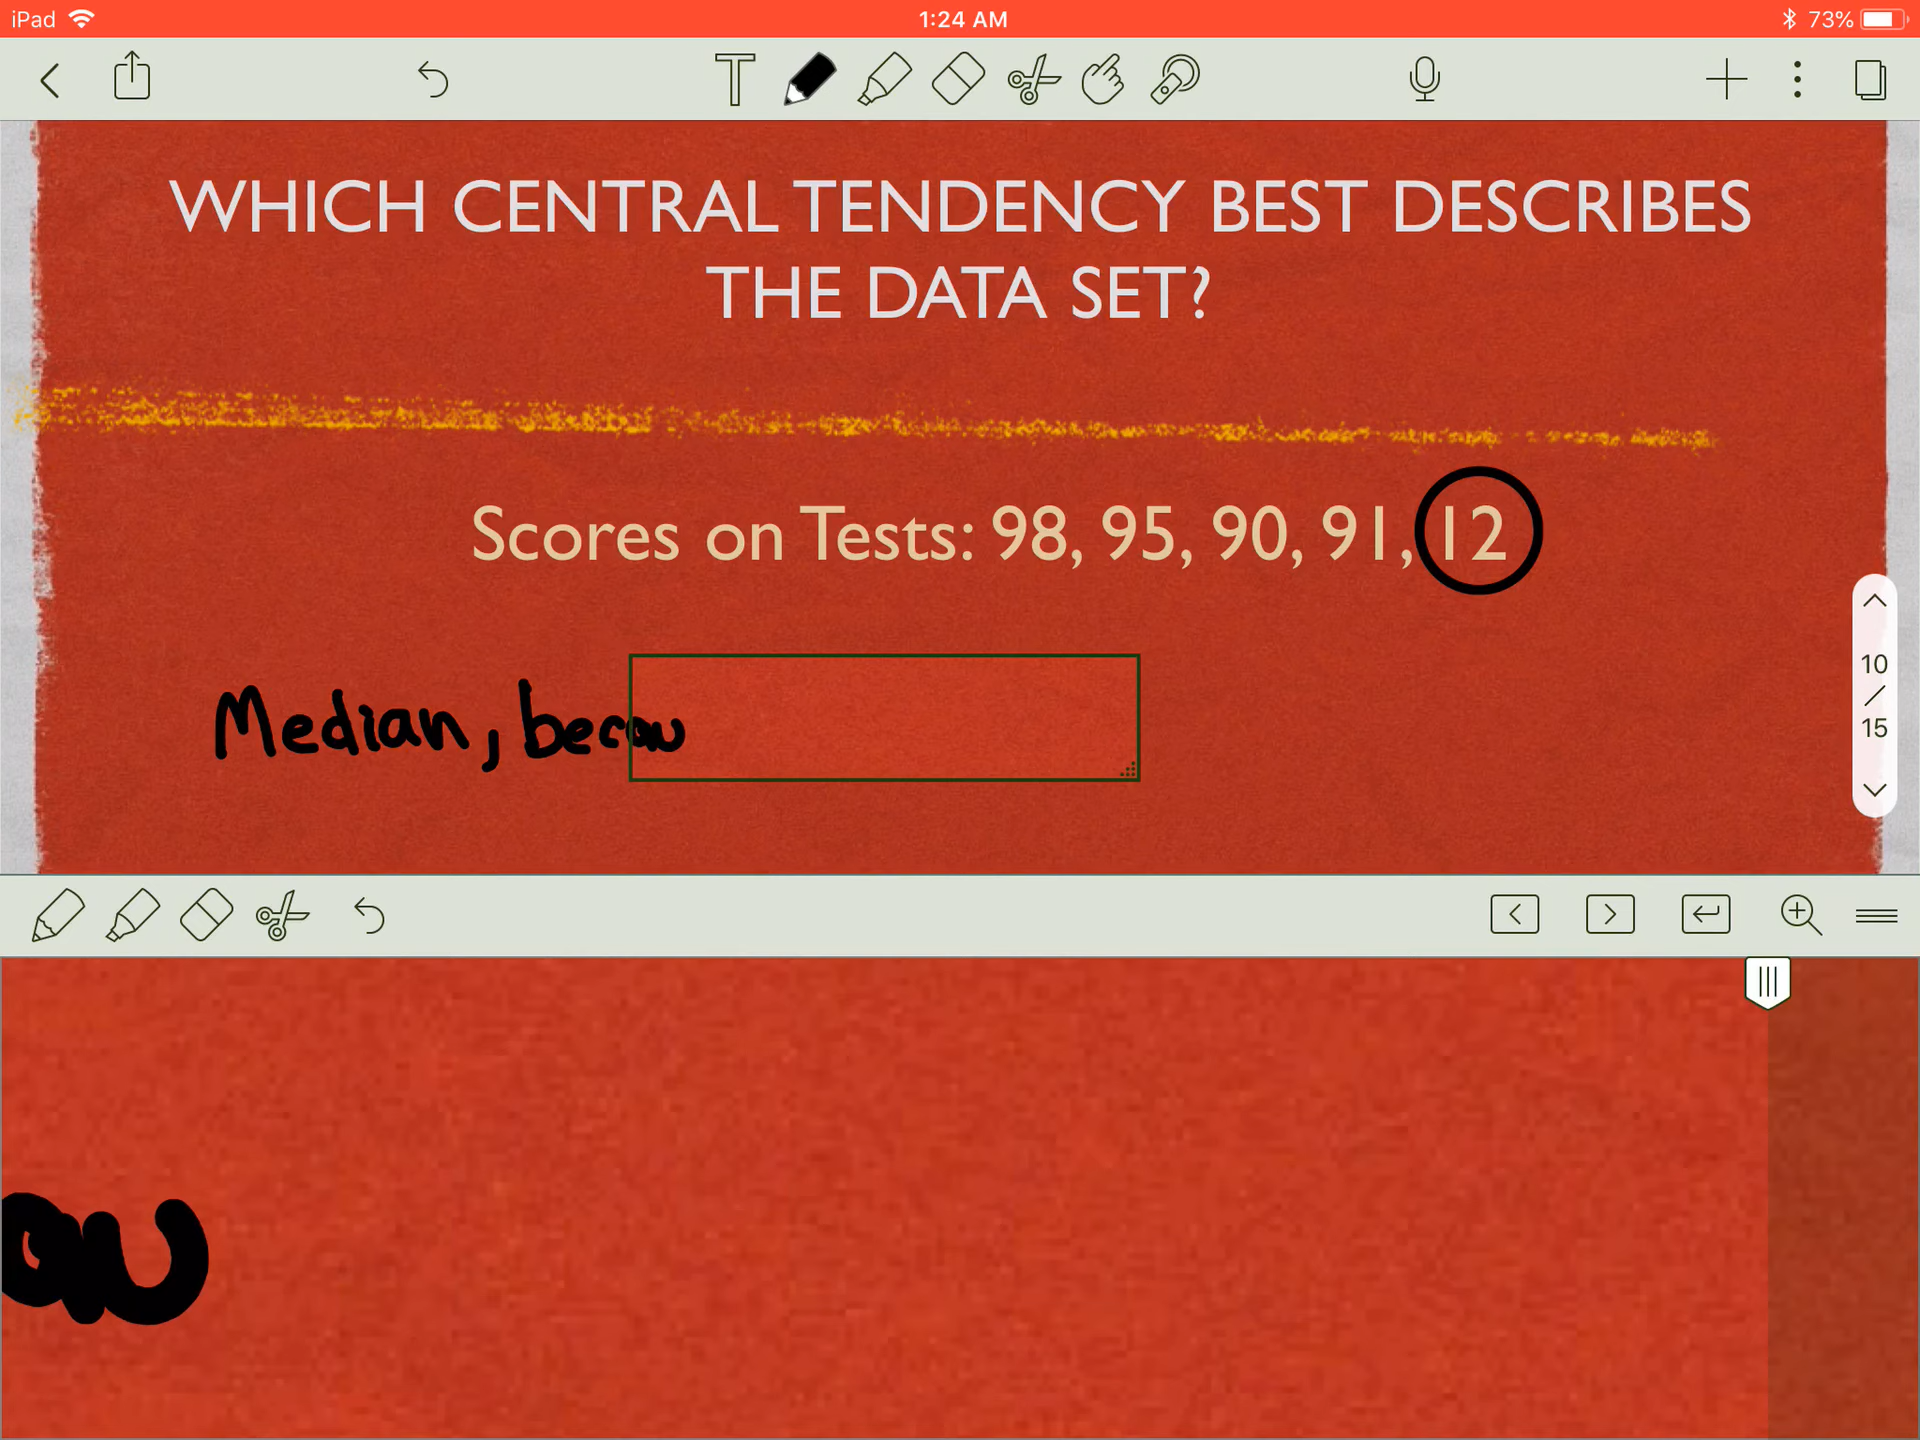 iPad
1:24 AM
73%
T
WHICH CENTRAL TENDENCY BEST DESCRIBES
THE DATA SET?
Scores on Tests: 98, 95, 90, 91, 12
Median, becau
10
/
15
au